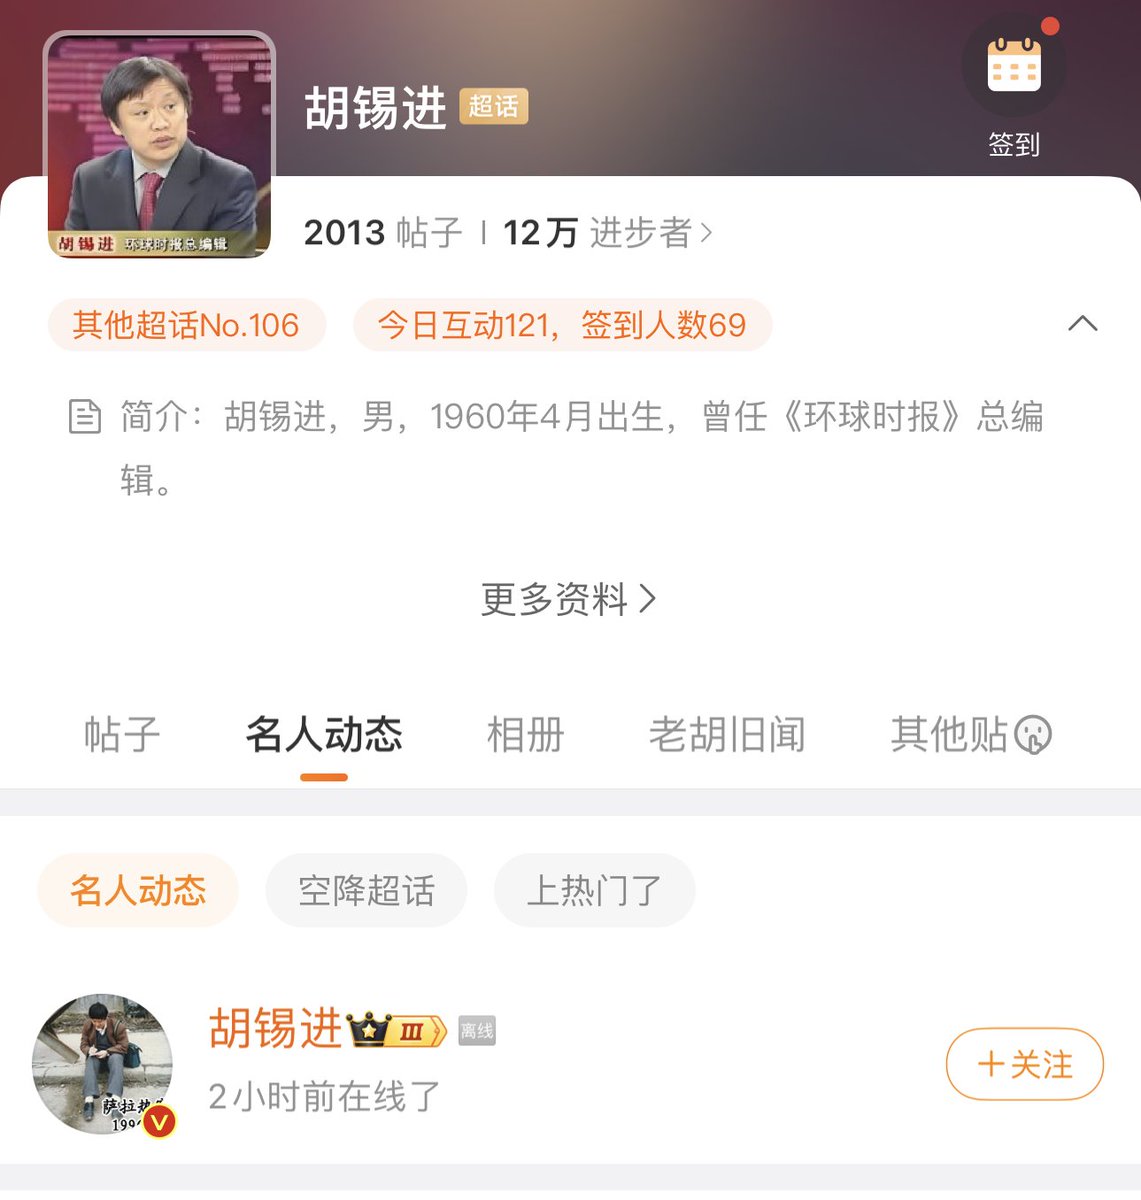 胡锡进 超话
签到
胡锡进 环球时报总编辑
2013 帖子 | 12万 进步者>
其他超话No.106 今日互动121，签到人数69
简介：胡锡进，男，1960年4月出生，曾任《环球时报》总编
辑。
更多资料>
帖子 名人动态 相册 老胡旧闻 其他贴
名人动态 空降超话 上热门了
胡锡进 III 离线
2小时前在线了
+关注
萨拉热
199
V